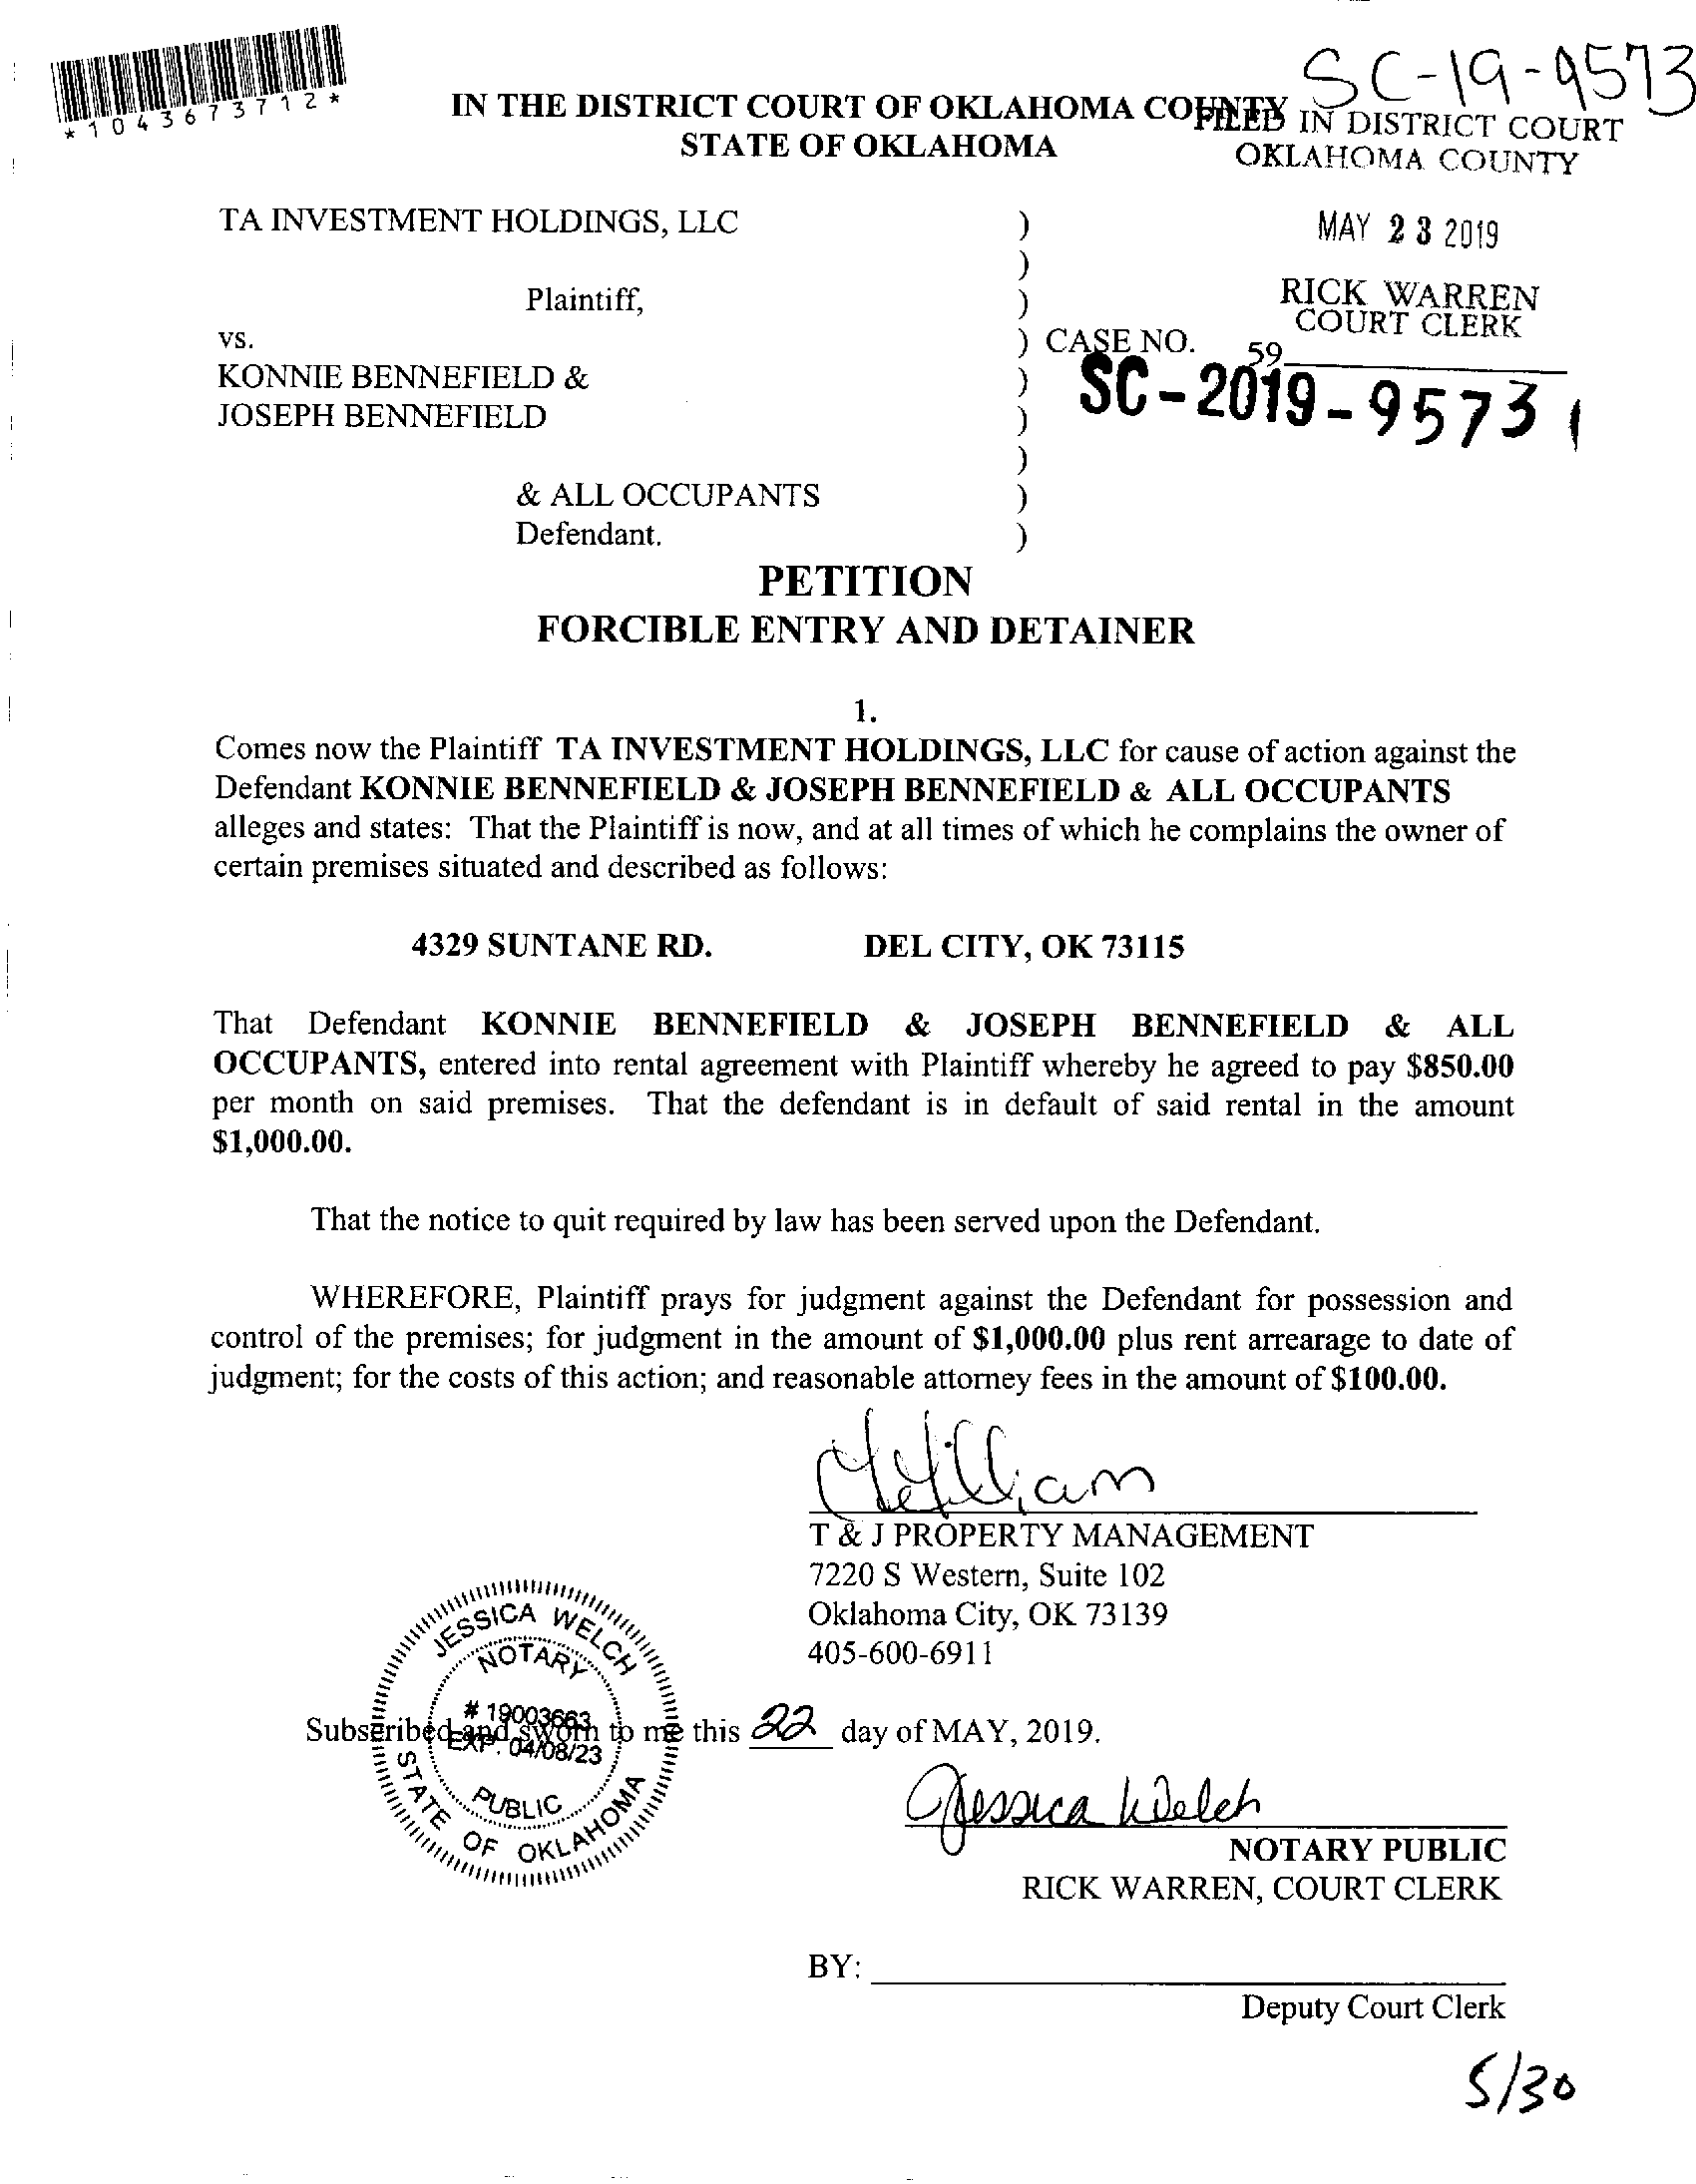 SC-19-9573
*1043673712*
IN THE DISTRICT COURT OF OKLAHOMA COUNTY
STATE OF OKLAHOMA
FILED IN DISTRICT COURT
OKLAHOMA COUNTY
MAY 23 2019
RICK WARREN
COURT CLERK
59
TA INVESTMENT HOLDINGS, LLC )
)
Plaintiff, )
vs. ) CASE NO.
KONNIE BENNEFIELD & )
SC-2019-9573
JOSEPH BENNEFIELD )
)
& ALL OCCUPANTS )
Defendant. )
PETITION
FORCIBLE ENTRY AND DETAINER
1.
Comes now the Plaintiff TA INVESTMENT HOLDINGS, LLC for cause of action against the
Defendant KONNIE BENNEFIELD & JOSEPH BENNEFIELD & ALL OCCUPANTS
alleges and states: That the Plaintiff is now, and at all times of which he complains the owner of
certain premises situated and described as follows:
4329 SUNTANE RD. DEL CITY, OK 73115
That Defendant KONNIE BENNEFIELD & JOSEPH BENNEFIELD & ALL
OCCUPANTS, entered into rental agreement with Plaintiff whereby he agreed to pay $850.00
per month on said premises. That the defendant is in default of said rental in the amount
$1,000.00.
That the notice to quit required by law has been served upon the Defendant.
WHEREFORE, Plaintiff prays for judgment against the Defendant for possession and
control of the premises; for judgment in the amount of $1,000.00 plus rent arrearage to date of
judgment; for the costs of this action; and reasonable attorney fees in the amount of $100.00.
T & J PROPERTY MANAGEMENT
7220 S Western, Suite 102
Oklahoma City, OK 73139
405-600-6911
JESSICA WELCH
NOTARY
# 19003663
EXP. 04/08/23
PUBLIC
STATE OF OKLAHOMA
Subscribed and sworn to me this 22 day of MAY, 2019.
Jessica Welch
NOTARY PUBLIC
RICK WARREN, COURT CLERK
BY:
Deputy Court Clerk
5/30